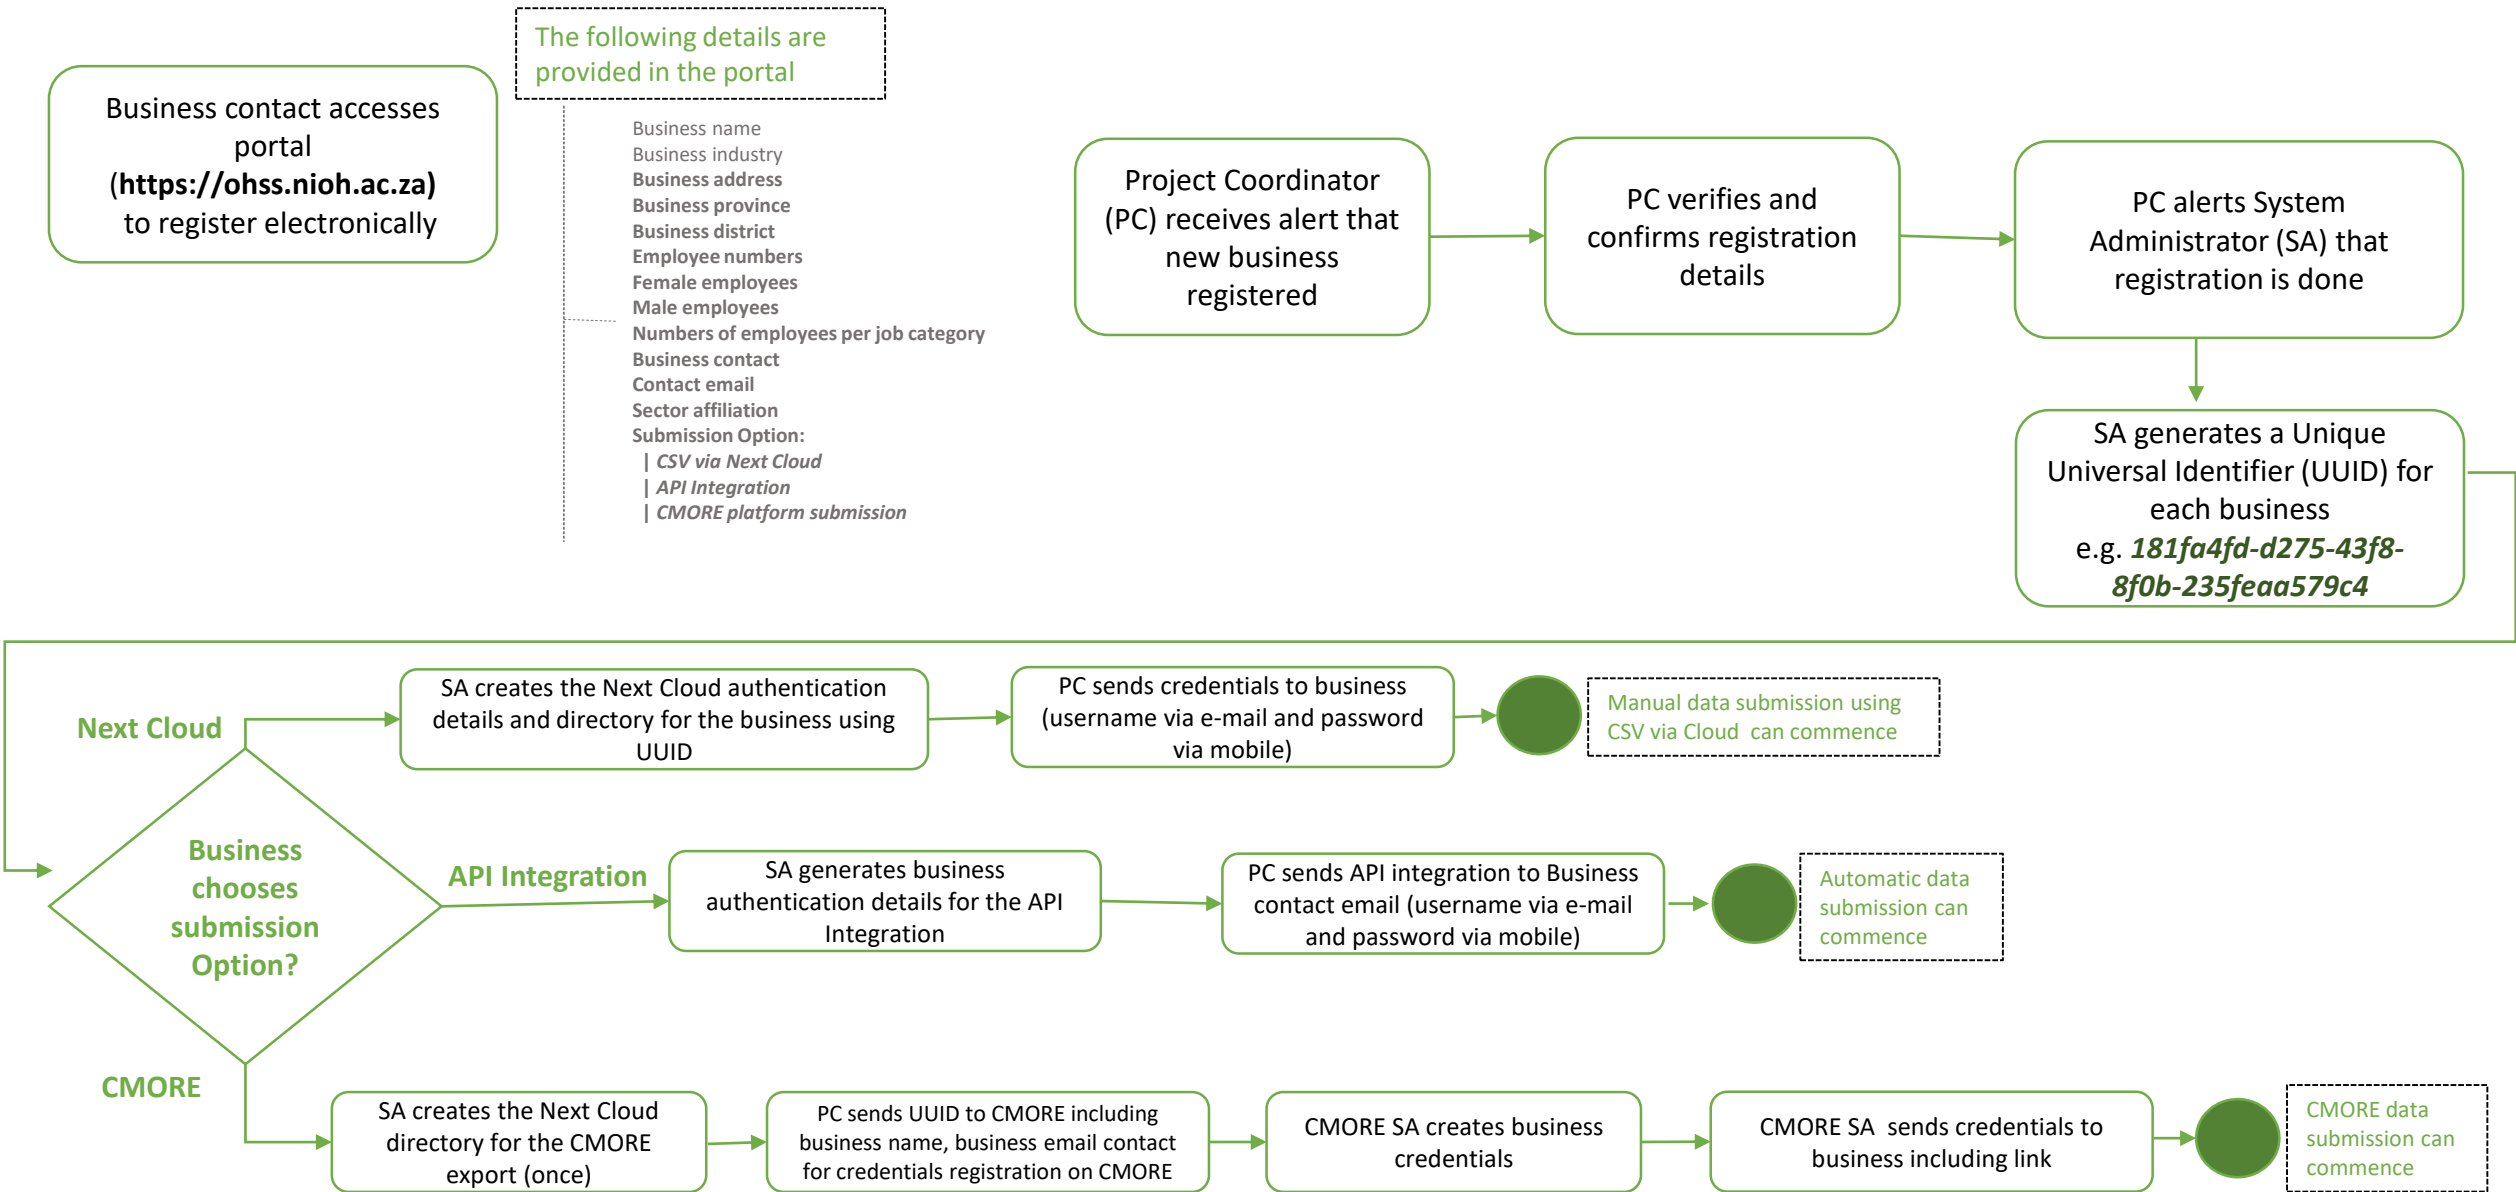 Business contact accesses
portal
(https://ohss.nioh.ac.za)
to register electronically
The following details are
provided in the portal
Business name
Business industry
Business address
Business province
Business district
Employee numbers
Female employees
Male employees
Numbers of employees per job category
Business contact
Contact email
Sector affiliation
Submission Option:
| CSV via Next Cloud
| API Integration
| CMORE platform submission
Project Coordinator
(PC) receives alert that
new business
registered
PC verifies and
confirms registration
details
PC alerts System
Administrator (SA) that
registration is done
SA generates a Unique
Universal Identifier (UUID) for
each business
e.g. 181fa4fd-d275-43f8-
8f0b-235feaa579c4
Business
chooses
submission
Option?
Next Cloud
SA creates the Next Cloud authentication
details and directory for the business using
UUID
PC sends credentials to business
(username via e-mail and password
via mobile)
Manual data submission using
CSV via Cloud can commence
API Integration
SA generates business
authentication details for the API
Integration
PC sends API integration to Business
contact email (username via e-mail
and password via mobile)
Automatic data
submission can
commence
CMORE
SA creates the Next Cloud
directory for the CMORE
export (once)
PC sends UUID to CMORE including
business name, business email contact
for credentials registration on CMORE
CMORE SA creates business
credentials
CMORE SA sends credentials to
business including link
CMORE data
submission can
commence